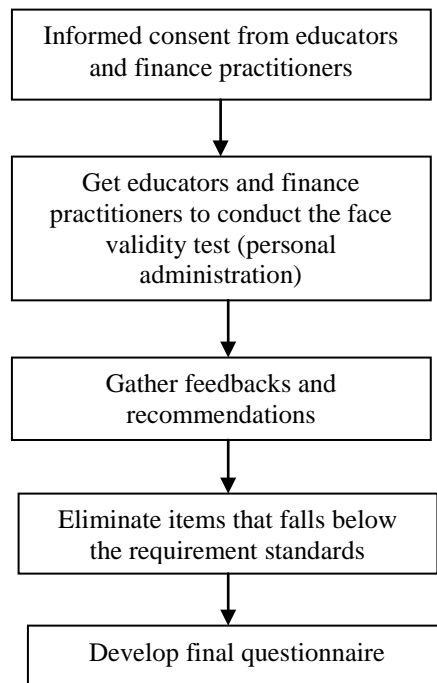 Informed consent from educators
and finance practitioners
Get educators and finance
practitioners to conduct the face
validity test (personal
administration)
Gather feedbacks and
recommendations
Eliminate items that falls below
the requirement standards
Develop final questionnaire